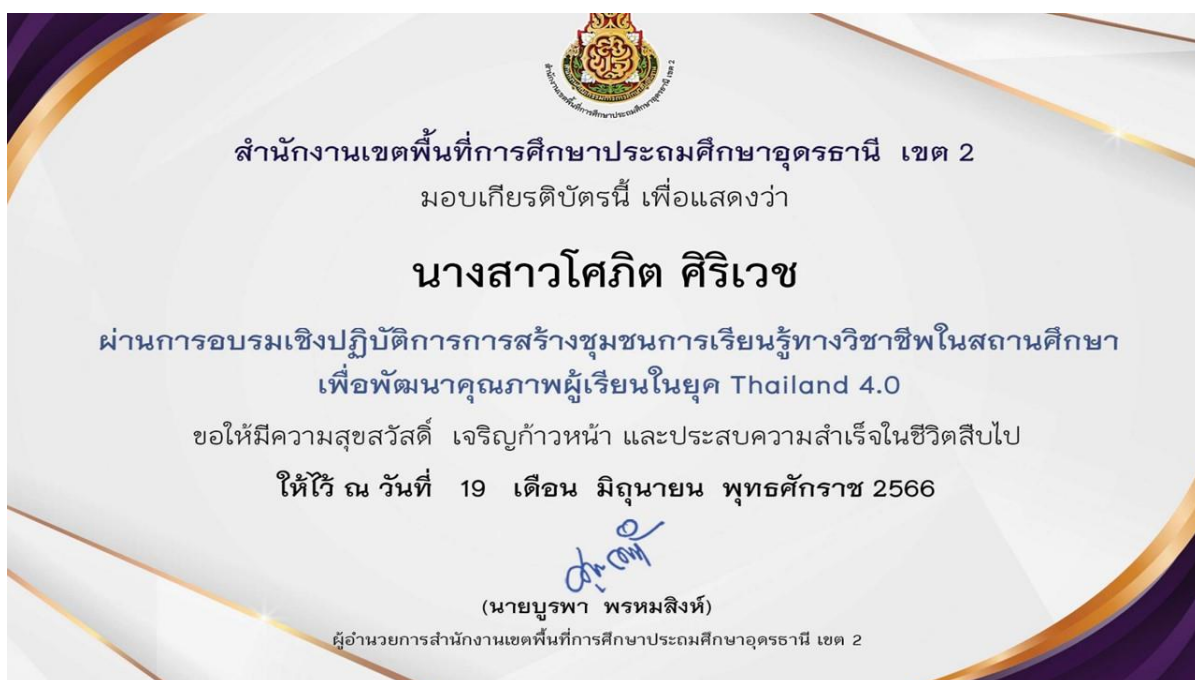 สำนักงานเขตพื้นที่การศึกษาประถมศึกษาอุดรธานี เขต 2
มอบเกียรติบัตรนี้ เพื่อแสดงว่า
นางสาวโศภิต ศิริเวช
ผ่านการอบรมเชิงปฏิบัติการการสร้างชุมชนการเรียนรู้ทางวิชาชีพในสถานศึกษา
เพื่อพัฒนาคุณภาพผู้เรียนในยุค Thailand 4.0
ขอให้มีความสุขสวัสดิ์ เจริญก้าวหน้า และประสบความสำเร็จในชีวิตสืบไป
ให้ไว้ ณ วันที่ 19 เดือน มิถุนายน พุทธศักราช 2566
(นายบูรพา พรหมสิงห์)
ผู้อำนวยการสำนักงานเขตพื้นที่การศึกษาประถมศึกษาอุดรธานี เขต 2